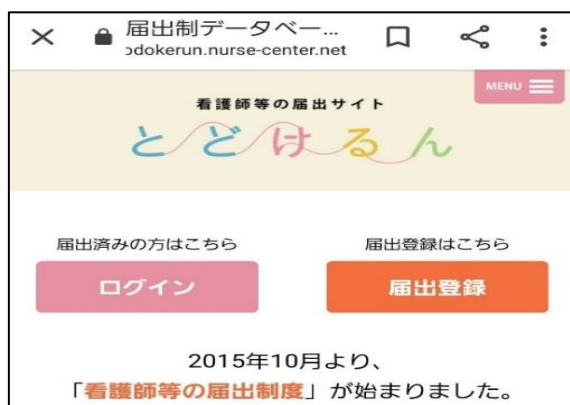 届出制データベー...
odokerun.nurse-center.net
MENU
看護師等の届出サイト
とどけるん
届出済みの方はこちら
ログイン
届出登録はこちら
届出登録
2015年10月より、
「看護師等の届出制度」が始まりました。